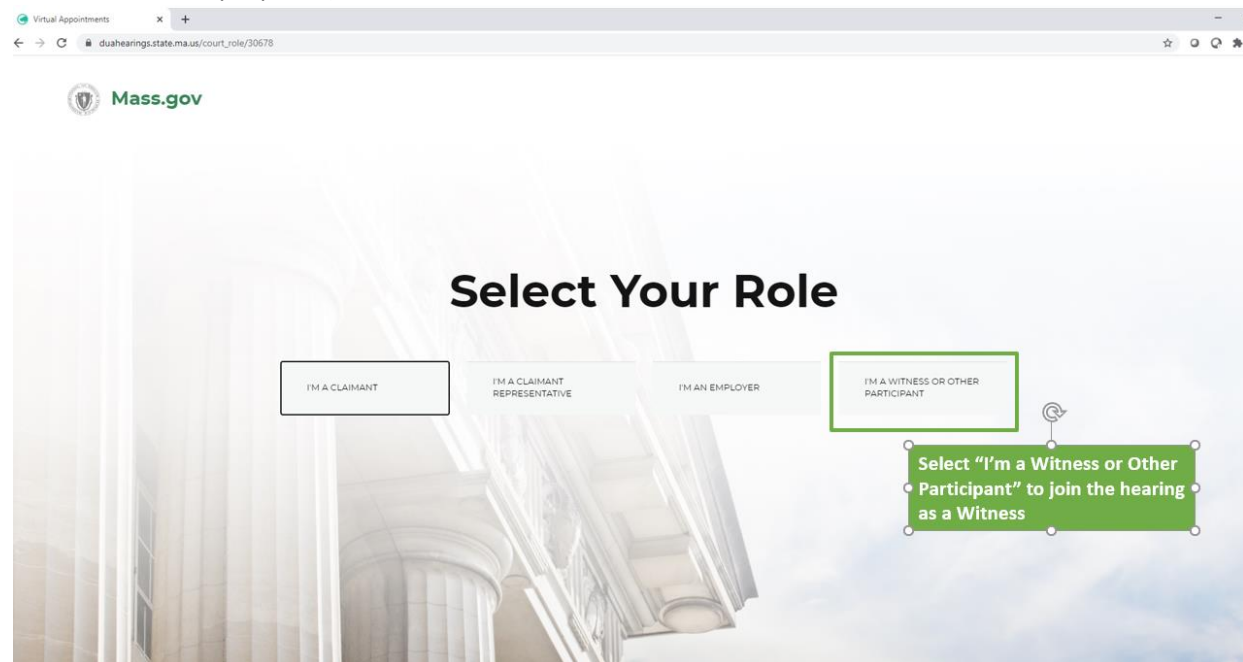 Virtual Appointments
duahearings.state.ma.us/court_role/30678
Mass.gov
Select Your Role
I'M A CLAIMANT
I'M A CLAIMANT
REPRESENTATIVE
I'M AN EMPLOYER
I'M A WITNESS OR OTHER
PARTICIPANT
Select “I’m a Witness or Other
Participant” to join the hearing
as a Witness